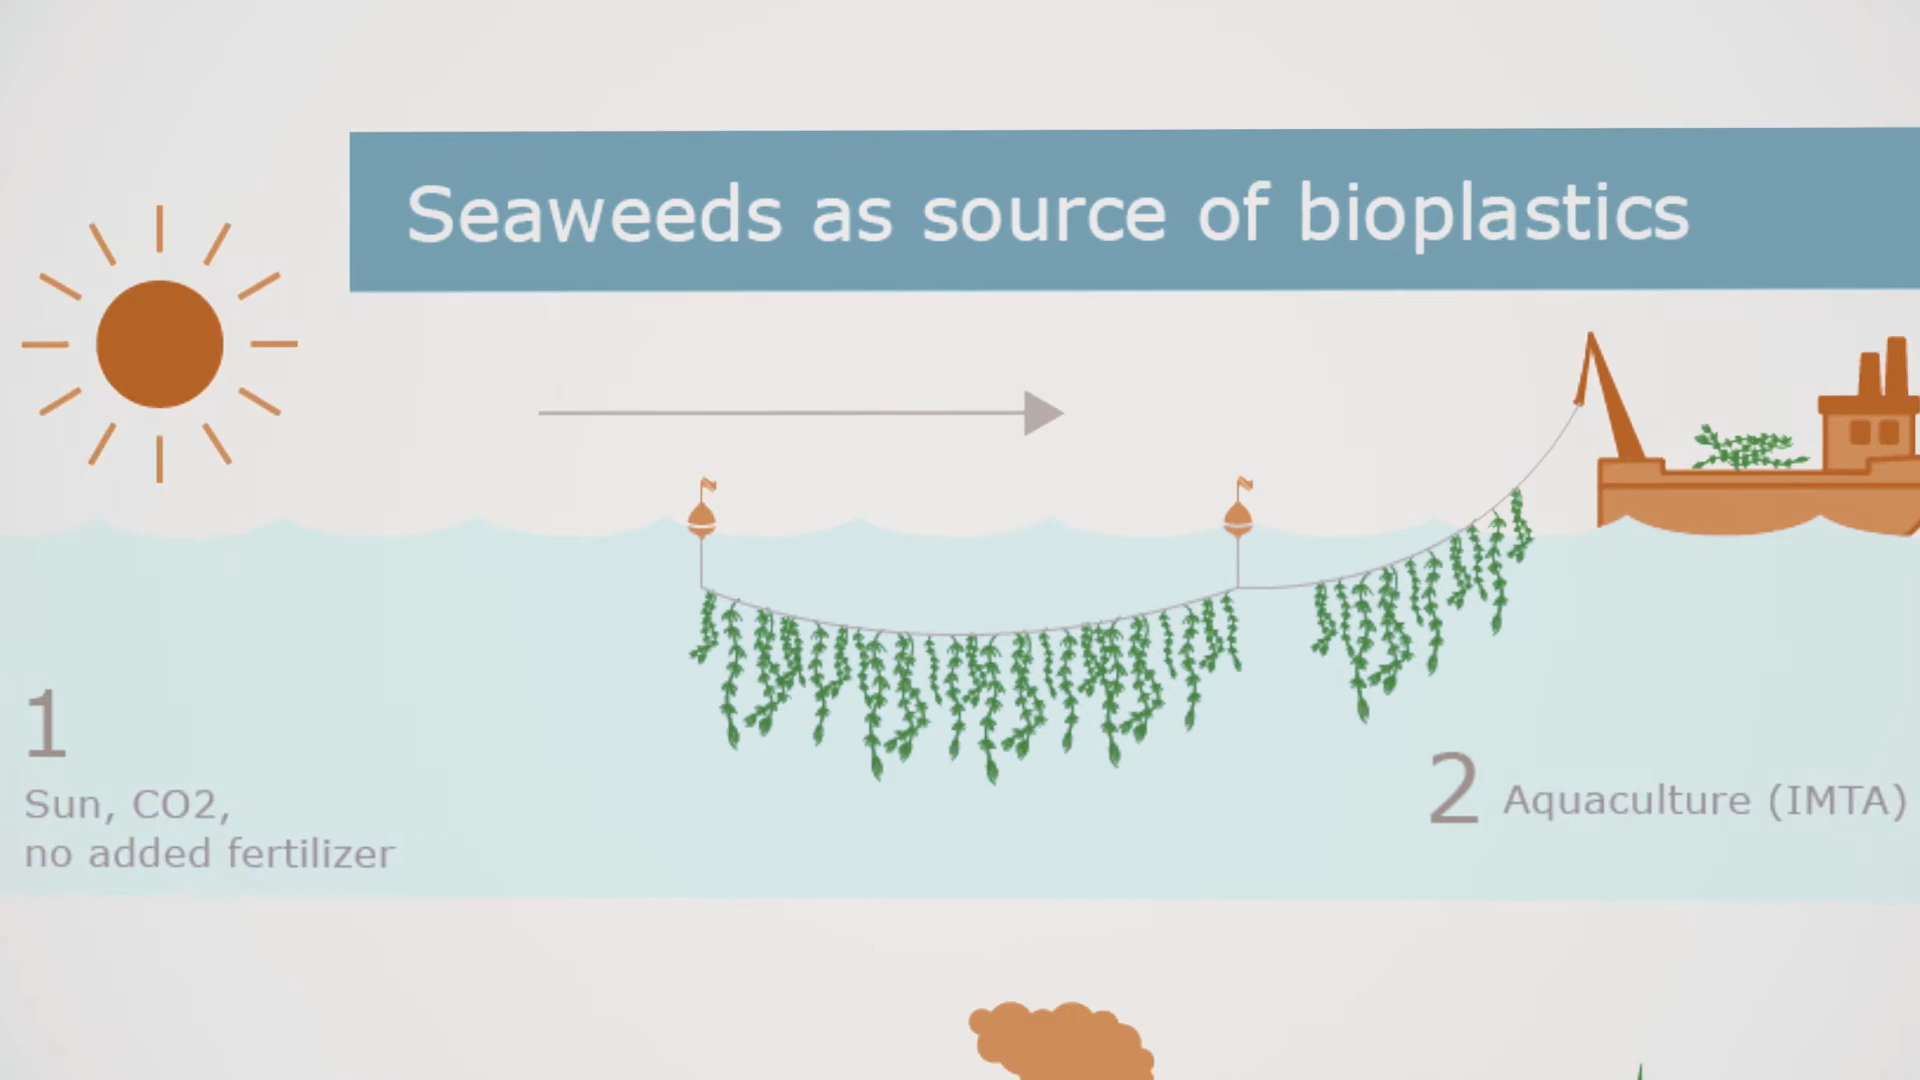 Seaweeds as source of bioplastics
1
Sun, CO2,
no added fertilizer
2 Aquaculture (IMTA)